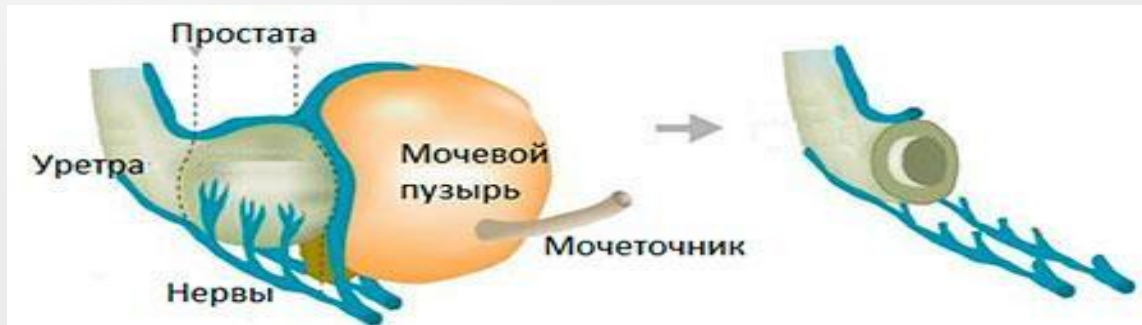 Простата
Уретра
Мочевой
пузырь
Мочеточник
Нервы